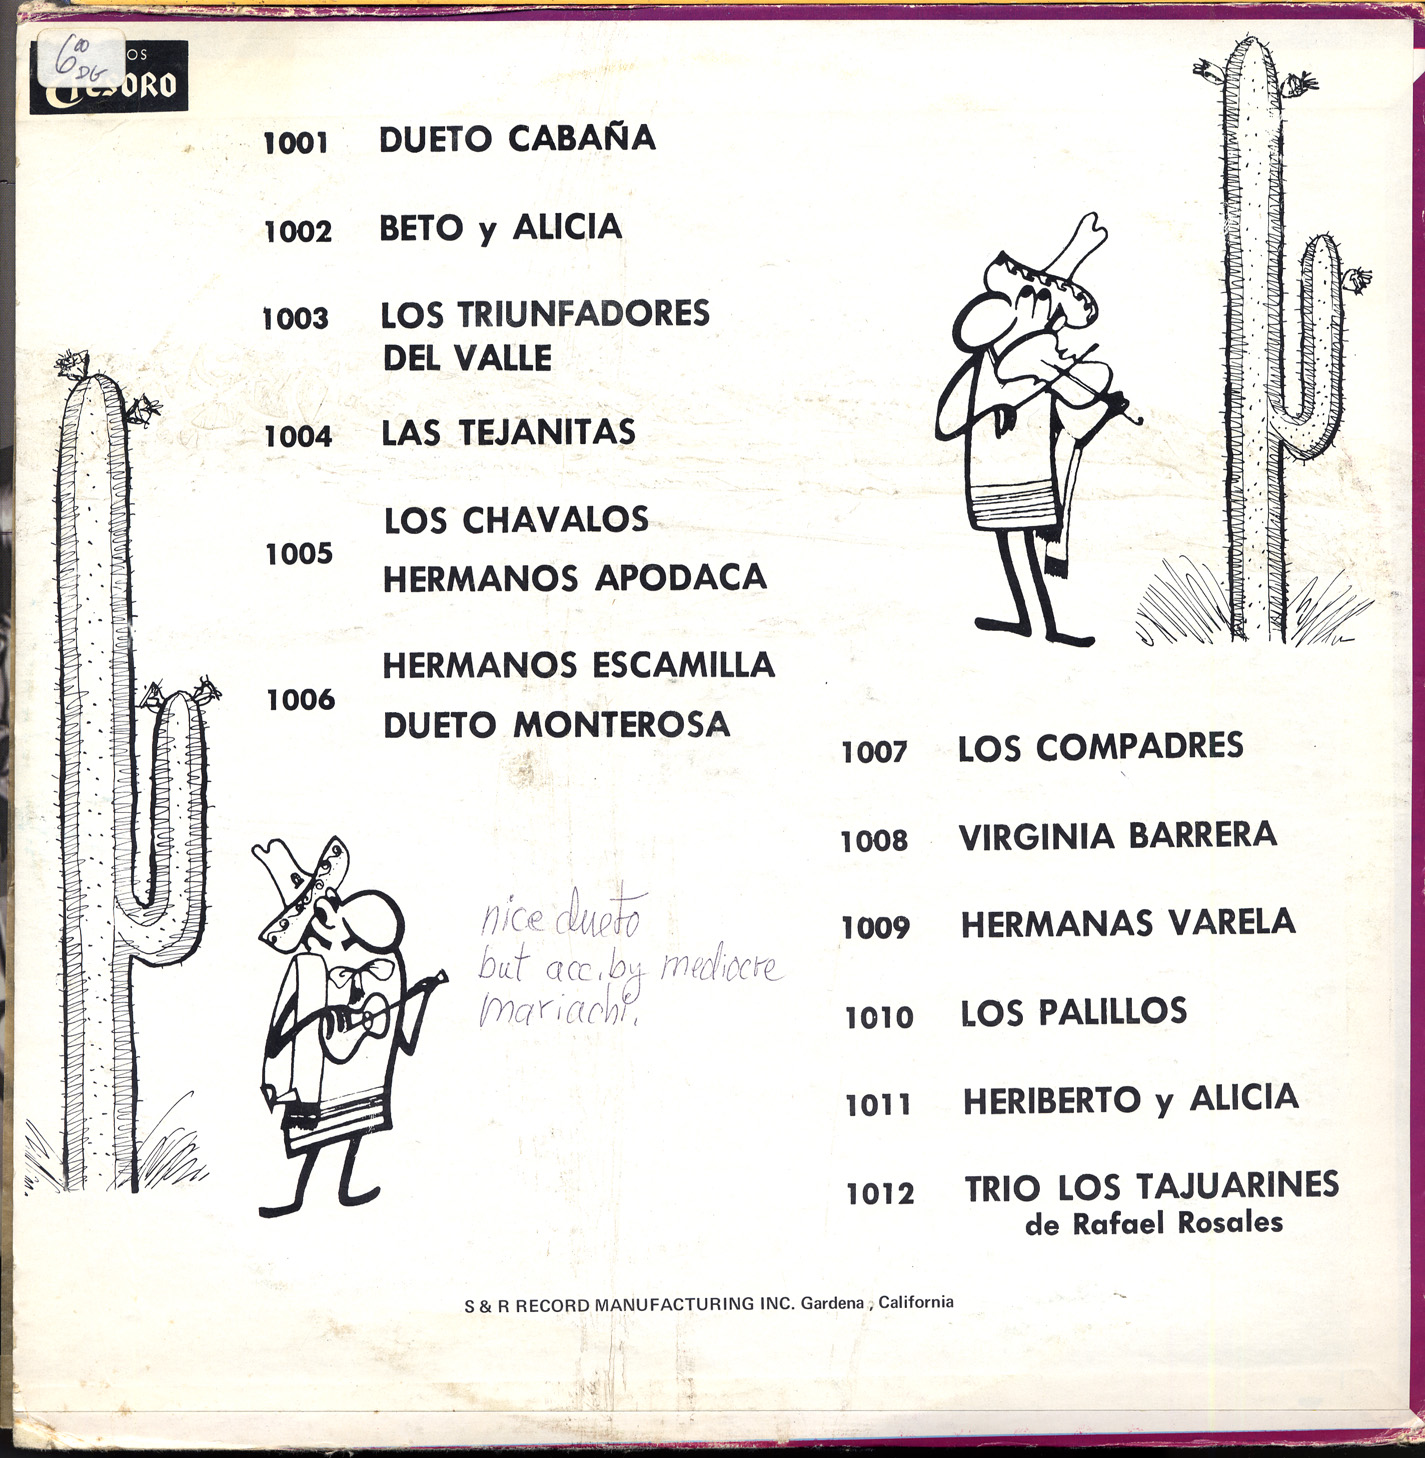 6 00
DG
OS
TESORO
1001 DUETO CABAÑA
1002 BETO y ALICIA
1003 LOS TRIUNFADORES
DEL VALLE
1004 LAS TEJANITAS
LOS CHAVALOS
1005
HERMANOS APODACA
HERMANOS ESCAMILLA
1006
DUETO MONTEROSA
1007 LOS COMPADRES
1008 VIRGINIA BARRERA
1009 HERMANAS VARELA
1010 LOS PALILLOS
1011 HERIBERTO y ALICIA
1012 TRIO LOS TAJUARINES
de Rafael Rosales
nice dueto
but acc. by mediocre
mariachi.
S & R RECORD MANUFACTURING INC. Gardena , California